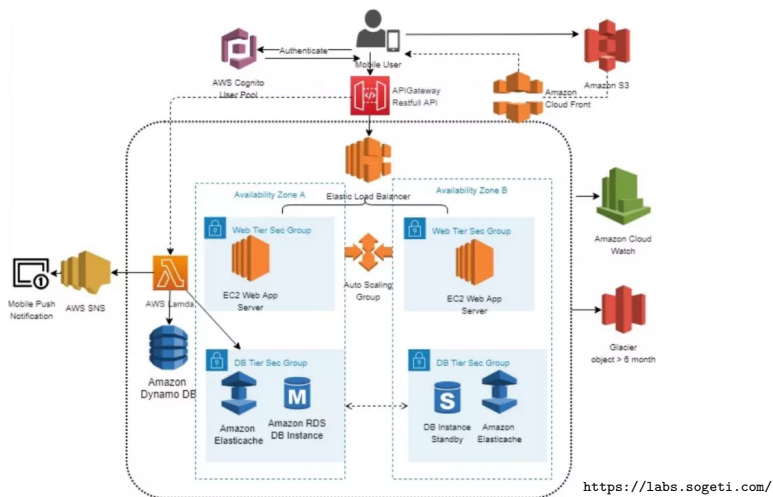 Authenticate
Mobile User
AWS Cognito
User Pool
APIGateway
Restfull API
Amazon
Cloud Front
Amazon S3
Elastic Load Balancer
Availability Zone A
Availability Zone B
Web Tier Sec Group
EC2 Web App
Server
Auto Scaling
Group
Web Tier Sec Group
EC2 Web App
Server
Amazon Cloud
Watch
Mobile Push
Notification
1
AWS SNS
AWS Lamda
Amazon
Dynamo DB
DB Tier Sec Group
Amazon
Elasticache
M
Amazon RDS
DB Instance
DB Tier Sec Group
S
DB Instance
Standby
Amazon
Elasticache
Glacier
object > 6 month
https://labs.sogeti.com/